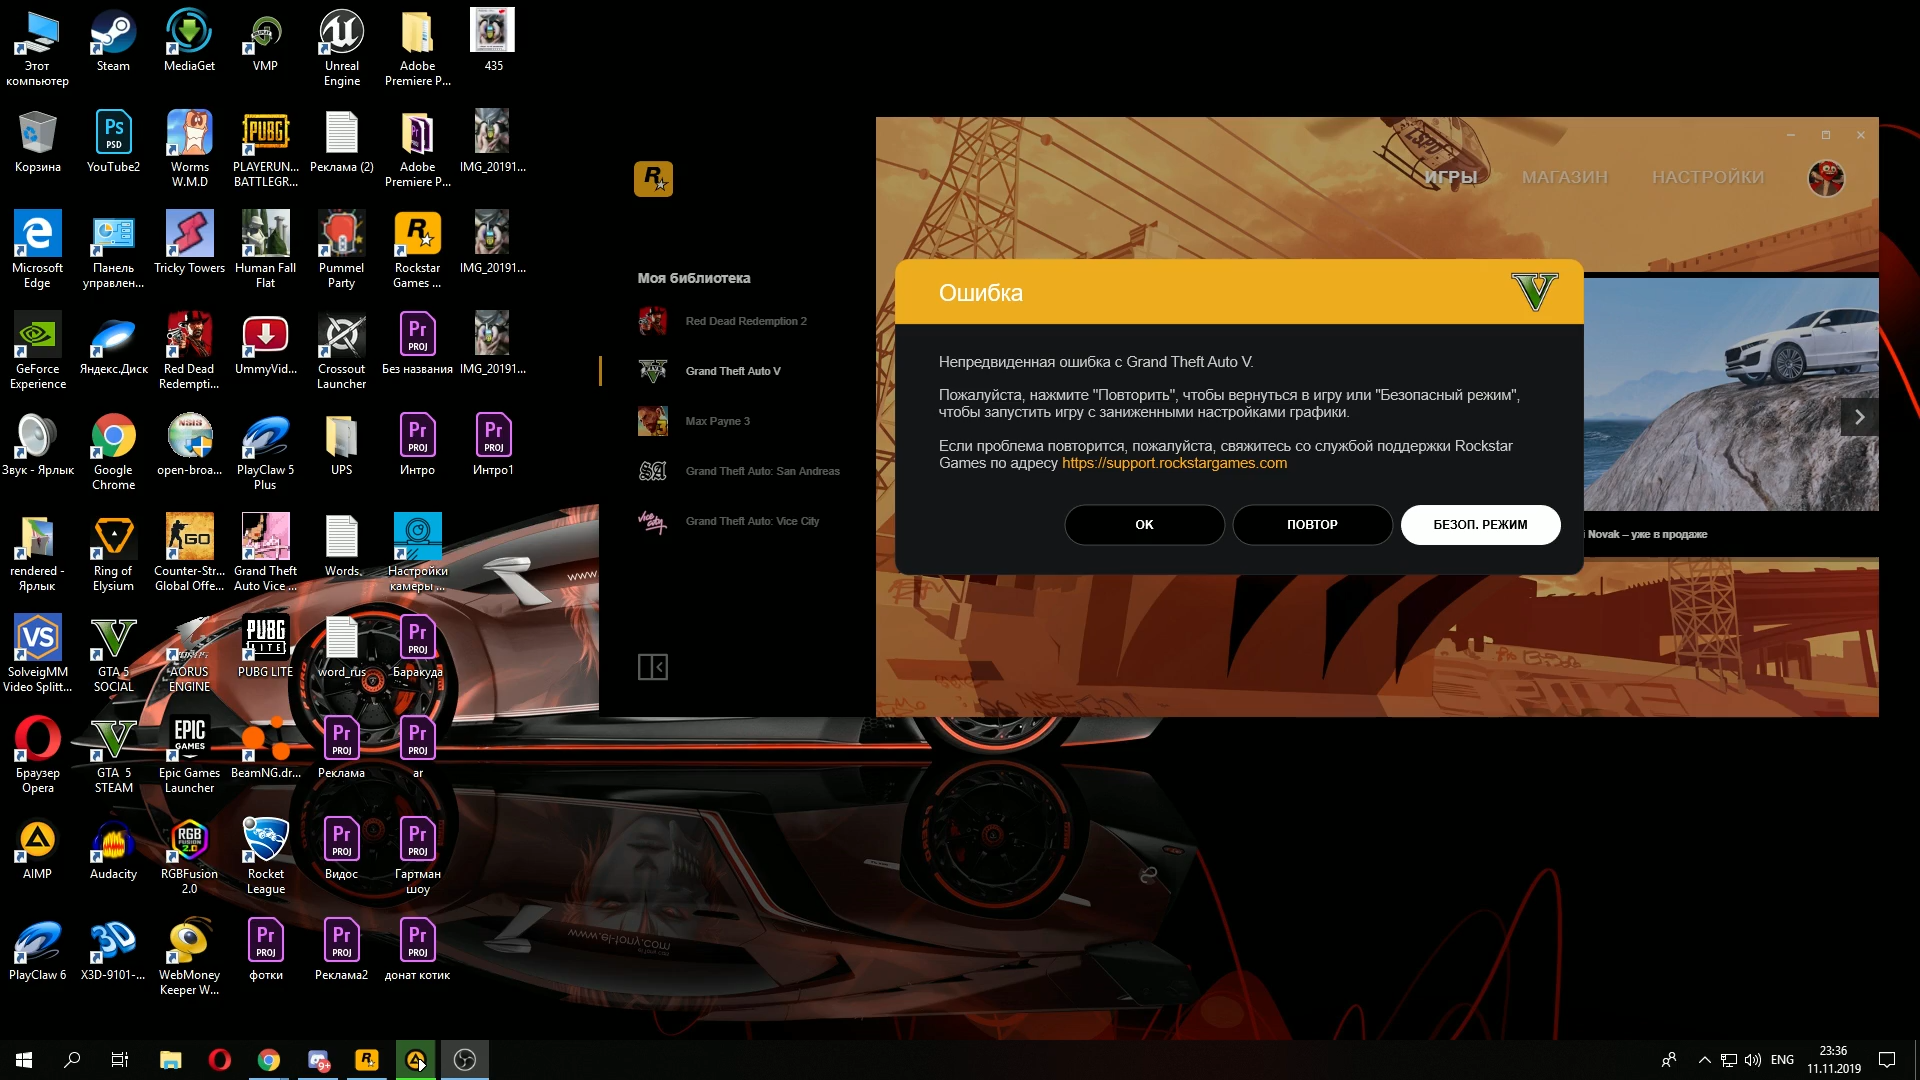 Этот
компьютер
Steam
MediaGet
VMP
Unreal
Engine
Adobe
Premiere P...
435
Корзина
YouTube2
Worms
W.M.D
PLAYERUN...
BATTLEGR...
Реклама (2)
Adobe
Premiere P...
IMG_20191...
Microsoft
Edge
Панель
управлен...
Tricky Towers
Human Fall
Flat
Pummel
Party
Rockstar
Games ...
IMG_20191...
GeForce
Experience
Яндекс.Диск
Red Dead
Redempti...
UmmyVid...
Crossout
Launcher
Без названия
IMG_20191...
Звук - Ярлык
Google
Chrome
open-broa...
PlayClaw 5
Plus
UPS
Интро
Интро1
rendered -
Ярлык
Ring of
Elysium
Counter-Str...
Global Offe...
Grand Theft
Auto Vice ...
Words,
Настройки
камеры ...
SolveigMM
Video Splitt...
GTA 5
SOCIAL
AORUS
ENGINE
PUBG LITE
word_rus
Баракуда
Браузер
Opera
GTA 5
STEAM
Epic Games
Launcher
BeamNG.dr...
Реклама
ar
AIMP
Audacity
RGBFusion
2.0
Rocket
League
Видос
Гартман
шоу
PlayClaw 6
X3D-9101-...
WebMoney
Keeper W...
фотки
Реклама2
донат котик
Моя библиотека
Red Dead Redemption 2
Grand Theft Auto V
Max Payne 3
Grand Theft Auto: San Andreas
Grand Theft Auto: Vice City
LSPD
ИГРЫ
МАГАЗИН
НАСТРОЙКИ
Ошибка
Непредвиденная ошибка с Grand Theft Auto V.
Пожалуйста, нажмите "Повторить", чтобы вернуться в игру или "Безопасный режим",
чтобы запустить игру с заниженными настройками графики.
Если проблема повторится, пожалуйста, свяжитесь со службой поддержки Rockstar
Games по адресу https://support.rockstargames.com
OK
ПОВТОР
БЕЗОП. РЕЖИМ
Novak – уже в продаже
www
www.el-tony.com
ENG
23:36
11.11.2019